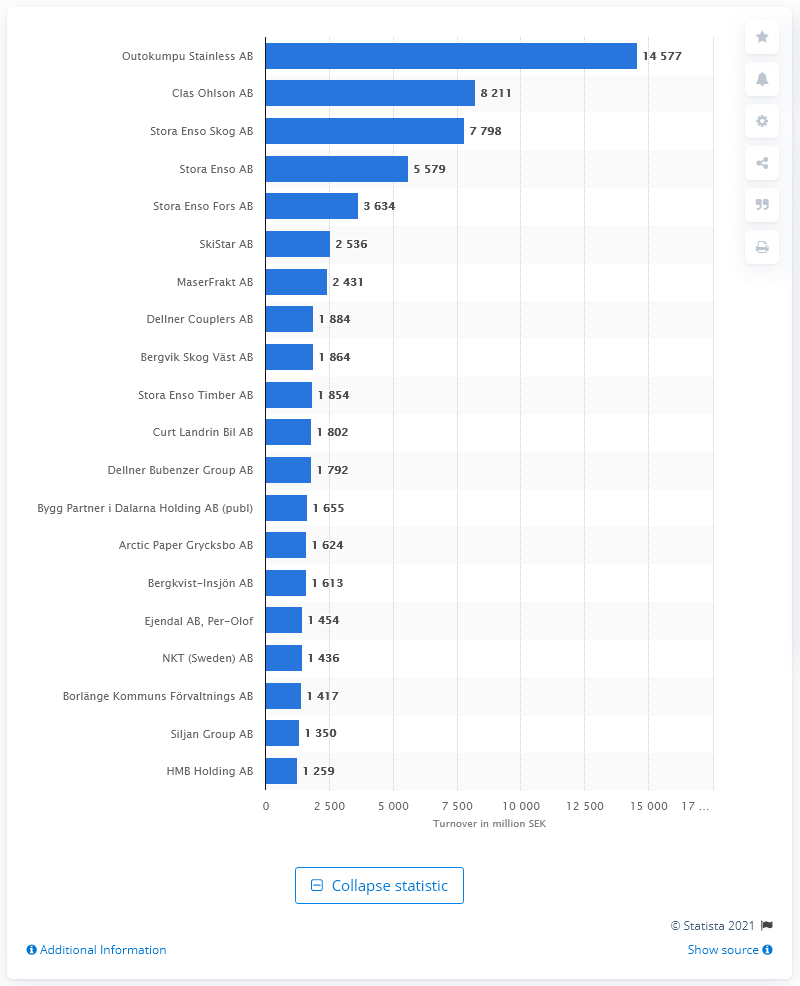 Outokumpu Stainless AB 14 577
Clas Ohlson AB 8 211
Stora Enso Skog AB 7 798
Stora Enso AB 5 579
Stora Enso Fors AB 3 634
SkiStar AB 2 536
MaserFrakt AB 2 431
Dellner Couplers AB 1 884
Bergvik Skog Väst AB 1 864
Stora Enso Timber AB 1 854
Curt Landrin Bil AB 1 802
Dellner Bubenzer Group AB 1 792
Bygg Partner i Dalarna Holding AB (publ) 1 655
Arctic Paper Grycksbo AB 1 624
Bergkvist-Insjön AB 1 613
Ejendal AB, Per-Olof 1 454
NKT (Sweden) AB 1 436
Borlänge Kommuns Förvaltnings AB 1 417
Siljan Group AB 1 350
HMB Holding AB 1 259
0 2 500 5 000 7 500 10 000 12 500 15 000 17 ...
Turnover in million SEK
Collapse statistic
© Statista 2021
Additional Information Show source